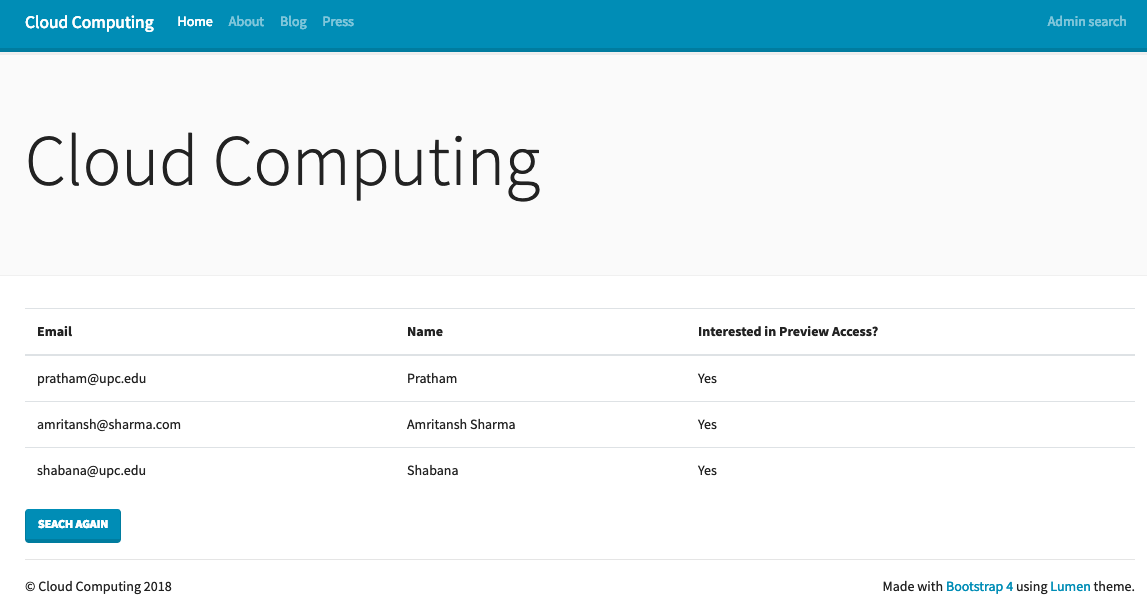 Cloud Computing Home About Blog Press Admin search
Cloud Computing
Email Name Interested in Preview Access?
pratham@upc.edu Pratham Yes
amritansh@sharma.com Amritansh Sharma Yes
shabana@upc.edu Shabana Yes
SEACH AGAIN
© Cloud Computing 2018 Made with Bootstrap 4 using Lumen theme.